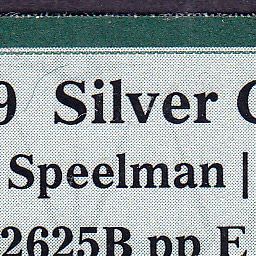 9 Silver
Speelman |
2625B pp E